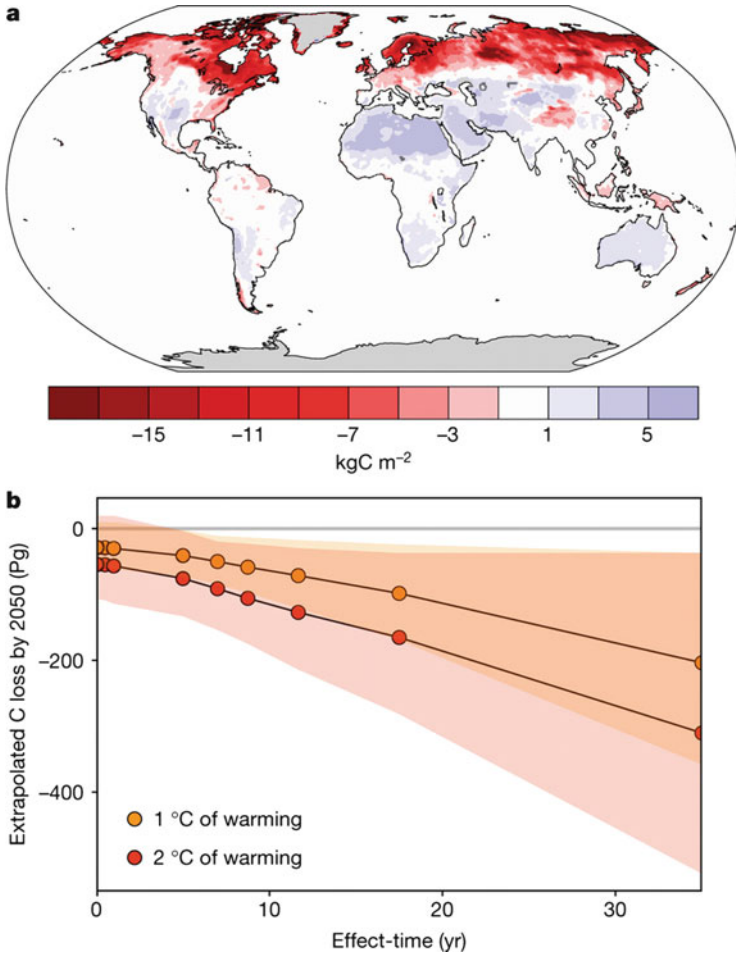 a
−15 −11 −7 −3 1 5
kgC m⁻²
b
Extrapolated C loss by 2050 (Pg)
0
−200
−400
1 °C of warming
2 °C of warming
0 10 20 30
Effect-time (yr)